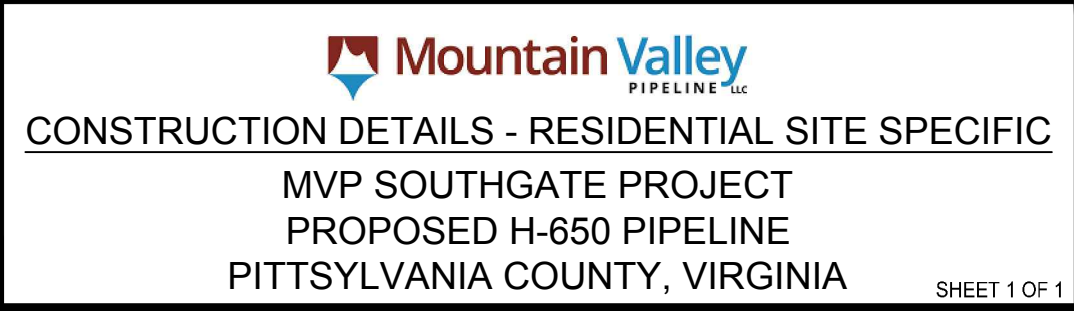 Mountain Valley
PIPELINE LLC
CONSTRUCTION DETAILS - RESIDENTIAL SITE SPECIFIC
MVP SOUTHGATE PROJECT
PROPOSED H-650 PIPELINE
PITTSYLVANIA COUNTY, VIRGINIA
SHEET 1 OF 1